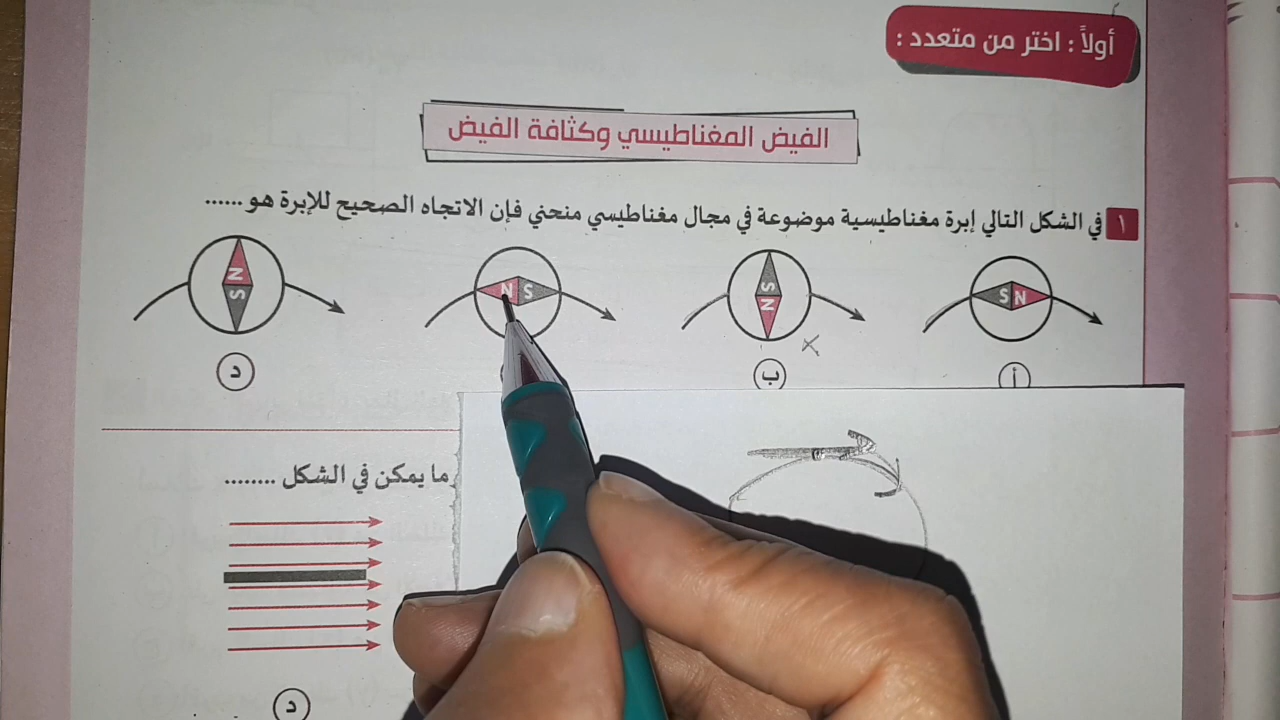 أولاً : اختر من متعدد :
الفيض المغناطيسي وكثافة الفيض
١ في الشكل التالي إبرة مغناطيسية موضوعة في مجال مغناطيسي منحني فإن الاتجاه الصحيح للإبرة هو ......
S N
S N
N S
N S
أ
ب
د
ما يمكن في الشكل ........
د